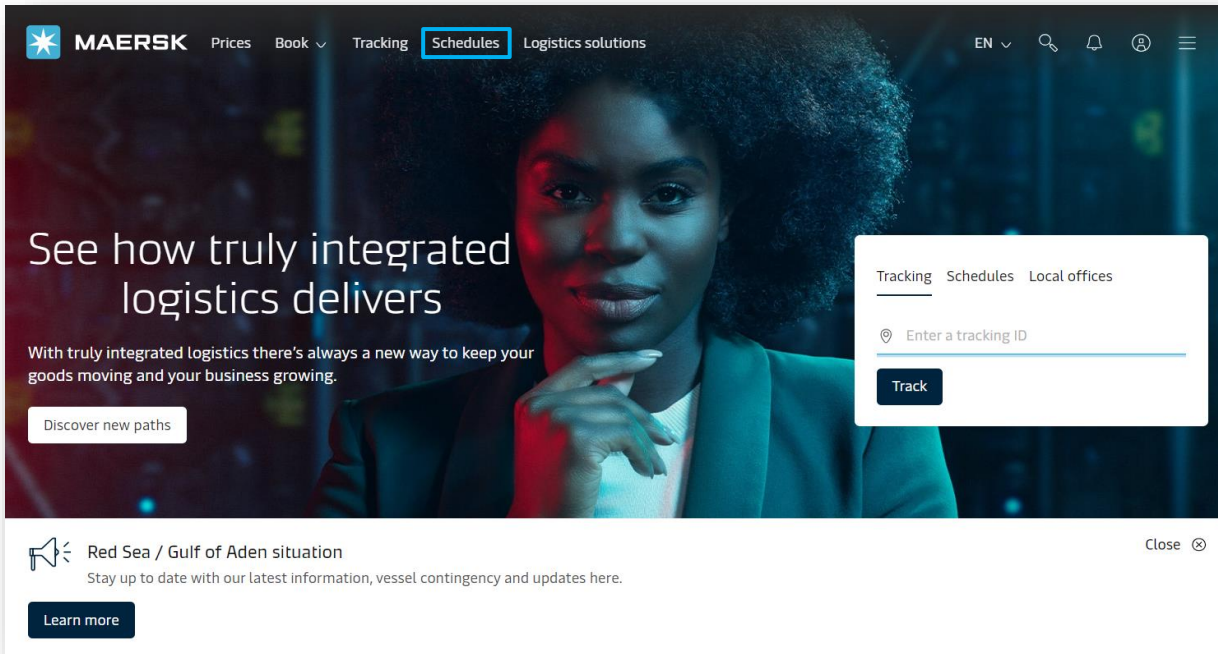 MAERSK Prices Book Tracking Schedules Logistics solutions EN
See how truly integrated
logistics delivers
With truly integrated logistics there's always a new way to keep your
goods moving and your business growing.
Discover new paths
Tracking Schedules Local offices
Enter a tracking ID
Track
Red Sea / Gulf of Aden situation
Close
Stay up to date with our latest information, vessel contingency and updates here.
Learn more